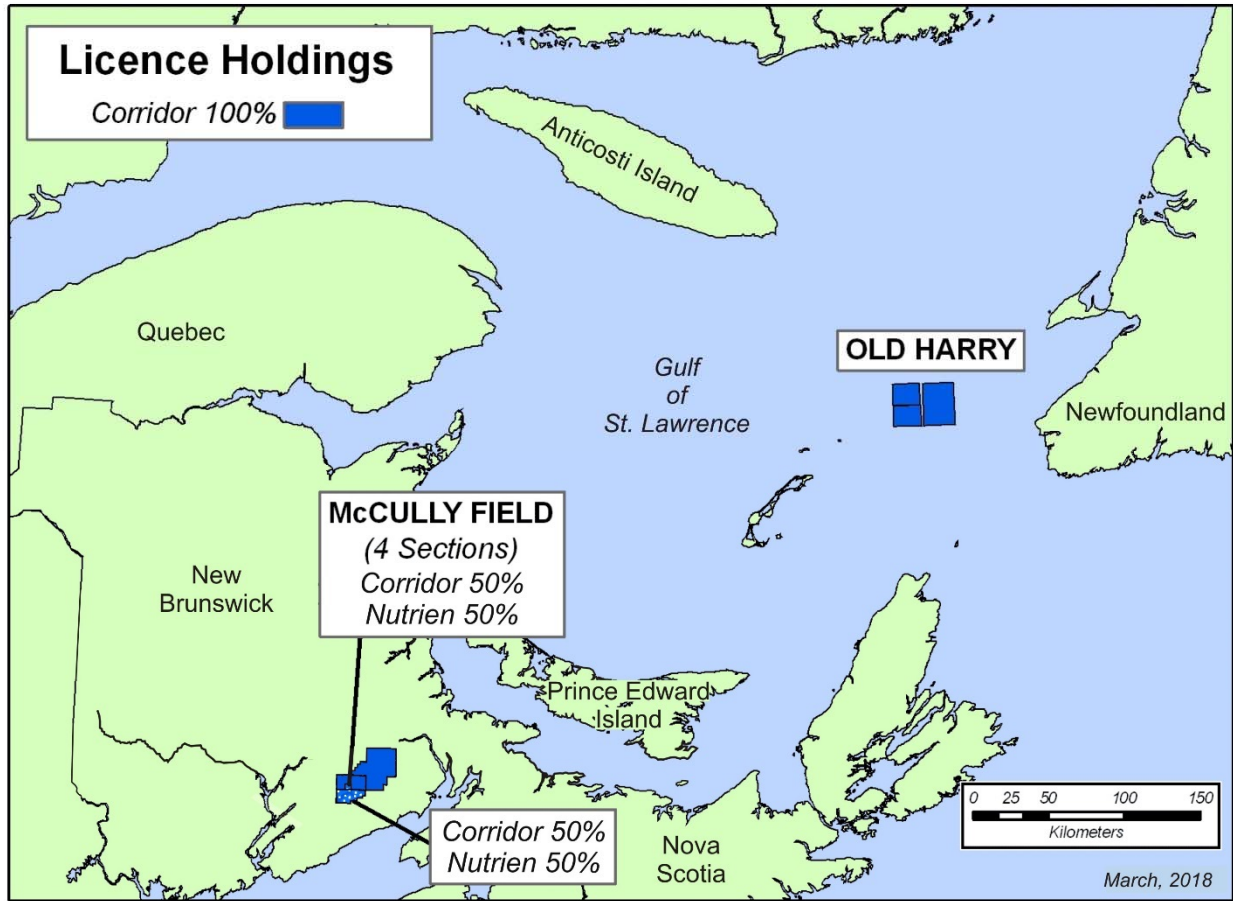 Licence Holdings
Corridor 100%
Anticosti Island
Quebec
OLD HARRY
Gulf
of
St. Lawrence
Newfoundland
McCULLY FIELD
(4 Sections)
Corridor 50%
Nutrien 50%
New
Brunswick
Prince Edward
Island
Corridor 50%
Nutrien 50%
Nova
Scotia
0 25 50 100 150
Kilometers
March, 2018